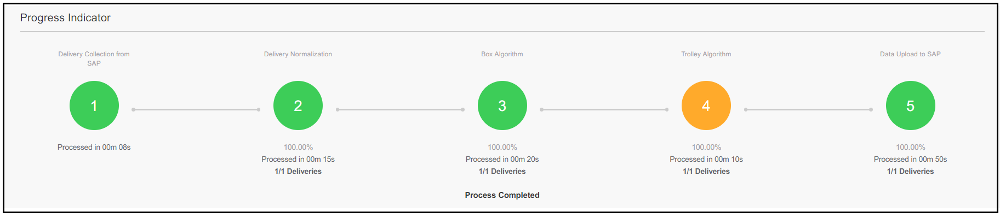 Progress Indicator
Delivery Collection from
SAP
Delivery Normalization
Box Algorithm
Trolley Algorithm
Data Upload to SAP
1
2
3
4
5
Processed in 00m 08s
100.00%
Processed in 00m 15s
1/1 Deliveries
100.00%
Processed in 00m 20s
1/1 Deliveries
100.00%
Processed in 00m 10s
1/1 Deliveries
100.00%
Processed in 00m 50s
1/1 Deliveries
Process Completed